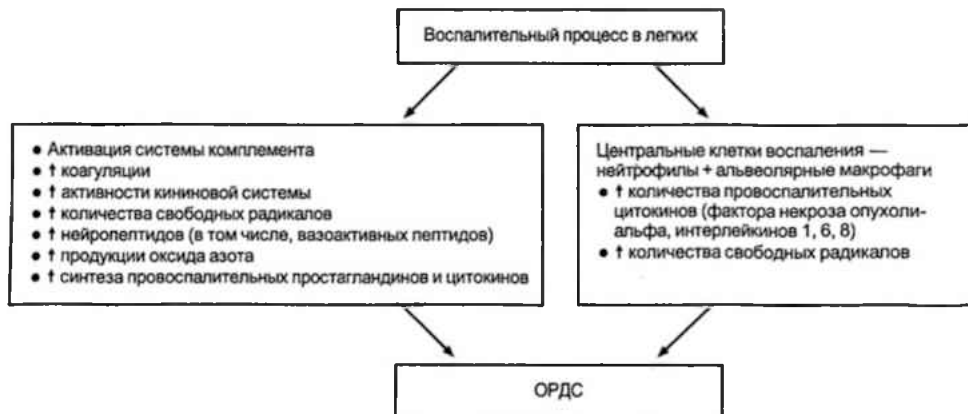 Воспалительный процесс в легких
● Активация системы комплемента
● ↑ коагуляции
● ↑ активности кининовой системы
● ↑ количества свободных радикалов
● ↑ нейропептидов (в том числе, вазоактивных пептидов)
● ↑ продукции оксида азота
● ↑ синтеза провоспалительных простагландинов и цитокинов
Центральные клетки воспаления —
нейтрофилы + альвеолярные макрофаги
● ↑ количества провоспалительных
цитокинов (фактора некроза опухоли-
альфа, интерлейкинов 1, 6, 8)
● ↑ количества свободных радикалов
ОРДС